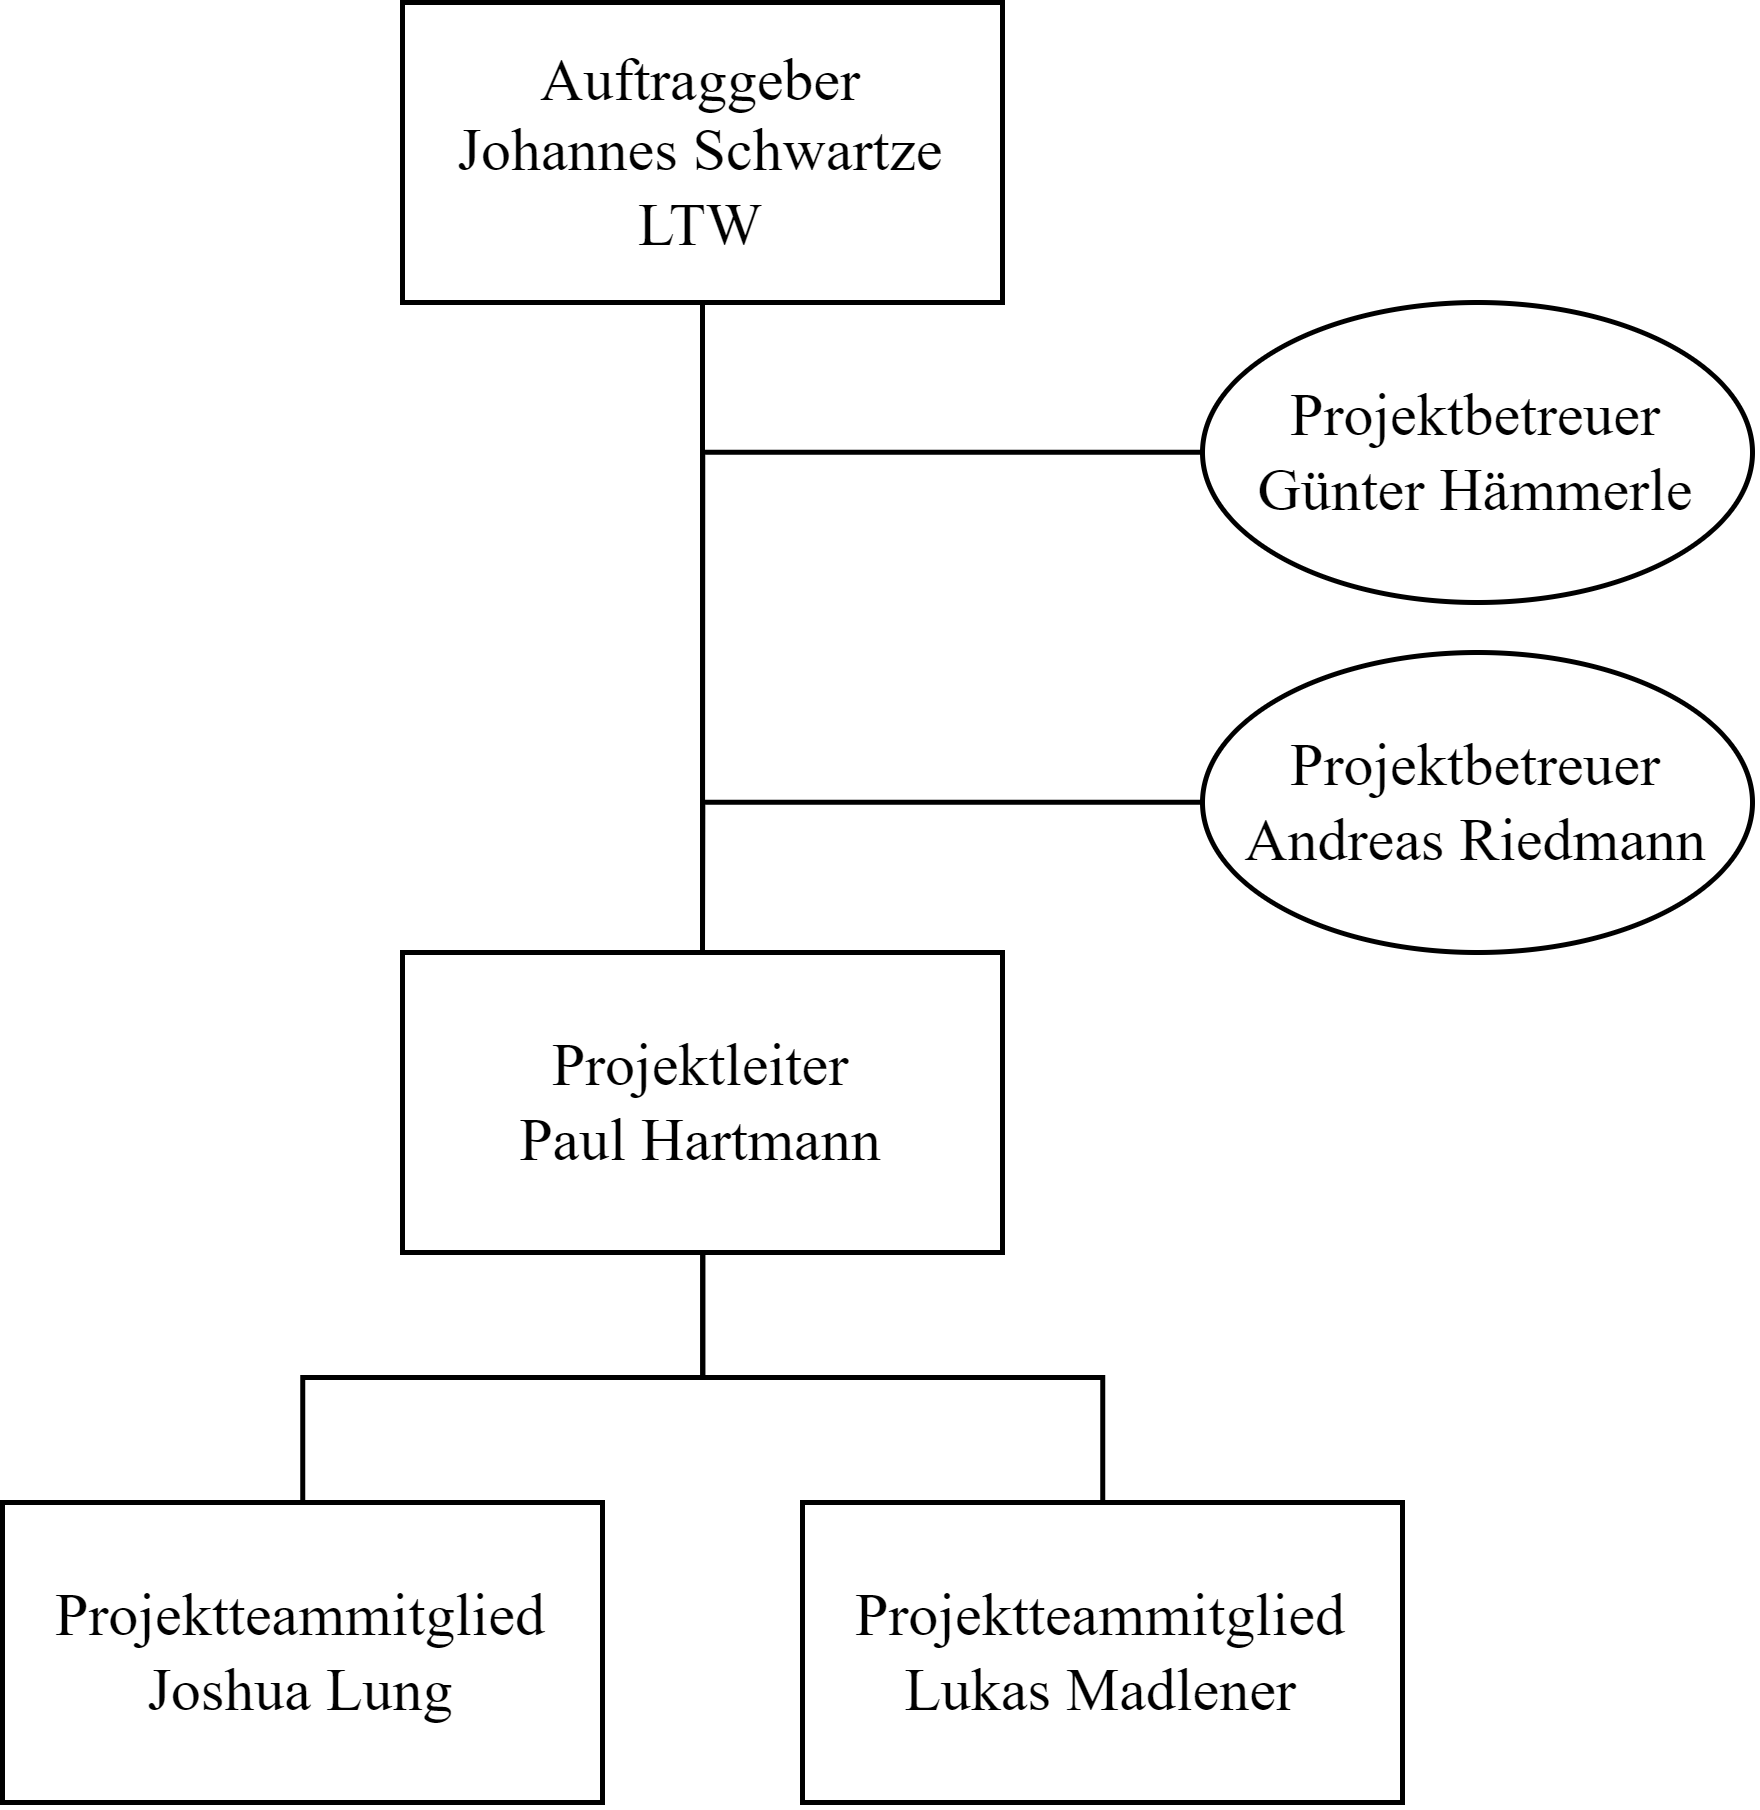 Auftraggeber
Johannes Schwartze
LTW
Projektbetreuer
Günter Hämmerle
Projektbetreuer
Andreas Riedmann
Projektleiter
Paul Hartmann
Projektteammitglied
Joshua Lung
Projektteammitglied
Lukas Madlener